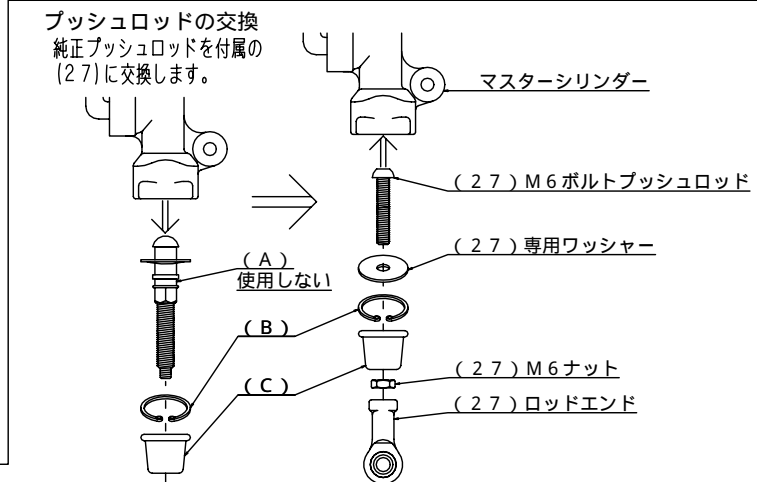 プッシュロッドの交換
純正プッシュロッドを付属の
(27)に交換します。
マスターシリンダー
(27)M6ボルトプッシュロッド
(27)専用ワッシャー
(A)
使用しない
(B)
(C)
(27)M6ナット
(27)ロッドエンド